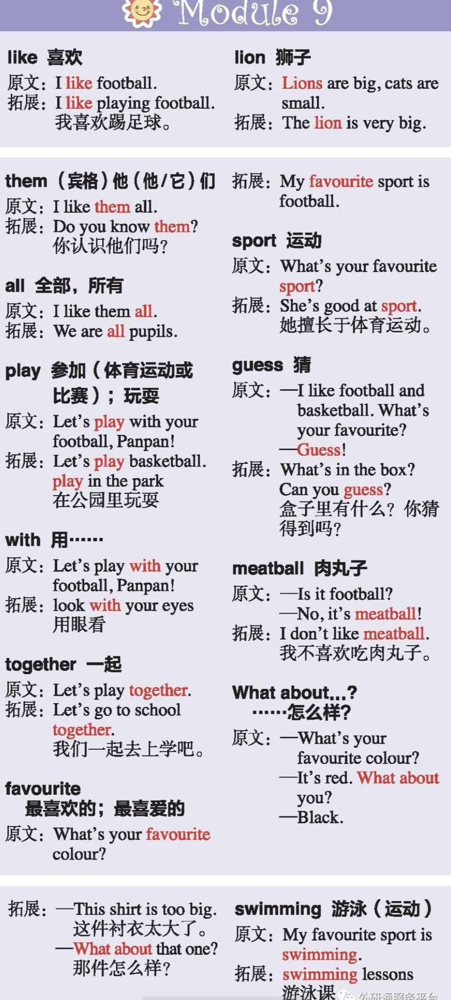 Module 9
like 喜欢
原文：I like football.
拓展：I like playing football.
我喜欢踢足球。
lion 狮子
原文：Lions are big, cats are
small.
拓展：The lion is very big.
them（宾格）他（她/它）们
原文：I like them all.
拓展：Do you know them?
你认识他们吗？
all 全部，所有
原文：I like them all.
拓展：We are all pupils.
play 参加（体育运动或
比赛）；玩耍
原文：Let's play with your
football, Panpan!
拓展：Let's play basketball.
play in the park
在公园里玩耍
with 用……
原文：Let's play with your
football, Panpan!
拓展：look with your eyes
用眼看
together 一起
原文：Let's play together.
拓展：Let's go to school
together.
我们一起去上学吧。
favourite
最喜欢的；最喜爱的
原文：What's your favourite
colour?
拓展：My favourite sport is
football.
sport 运动
原文：What's your favourite
sport?
拓展：She's good at sport.
她擅长于体育运动。
guess 猜
原文：—I like football and
basketball. What's
your favourite?
—Guess!
拓展：What's in the box?
Can you guess?
盒子里有什么？你猜
得到吗？
meatball 肉丸子
原文：—Is it football?
—No, it's meatball!
拓展：I don't like meatball.
我不喜欢吃肉丸子。
What about...?
……怎么样？
原文：—What's your
favourite colour?
—It's red. What about
you?
—Black.
拓展：—This shirt is too big.
这件衬衣太大了。
—What about that one?
那件怎么样？
swimming 游泳（运动）
原文：My favourite sport is
swimming.
拓展：swimming lessons
游泳课
外研通服务平台